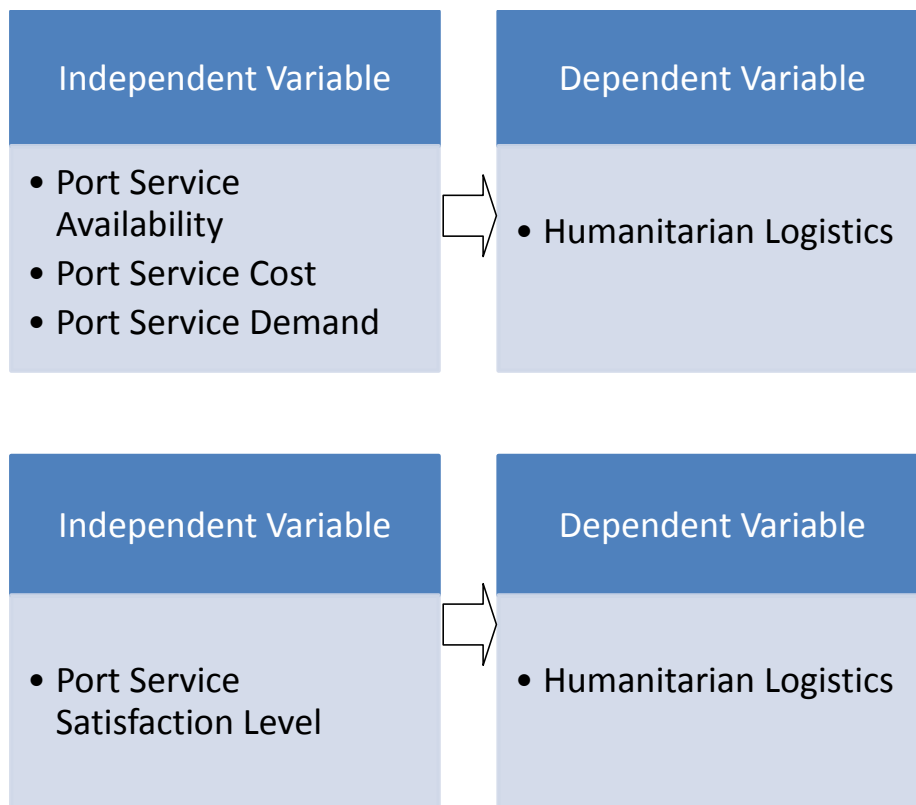 Independent Variable
Dependent Variable
• Port Service
Availability
• Port Service Cost
• Port Service Demand
• Humanitarian Logistics
Independent Variable
Dependent Variable
• Port Service
Satisfaction Level
• Humanitarian Logistics